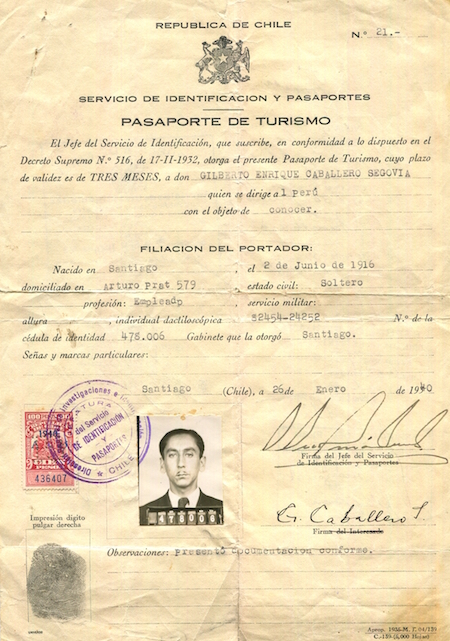 REPUBLICA DE CHILE
N.º 21.-
SERVICIO DE IDENTIFICACION Y PASAPORTES
PASAPORTE DE TURISMO
El Jefe del Servicio de Identificación, que suscribe, en conformidad a lo dispuesto en el
Decreto Supremo N.º 516, de 17-II-1932, otorga el presente Pasaporte de Turismo, cuyo plazo
de validez es de TRES MESES, a don GILBERTO ENRIQUE CABALLERO SEGOVIA
quien se dirige a l Perú
con el objeto de conocer.
FILIACION DEL PORTADOR:
Nacido en Santiago, el 2 de Junio de 1916
domiciliado en Arturo Prat 579, estado civil: Soltero
profesión: Empleado, servicio militar:
altura, individual dactiloscópica 32454-24252 N.º de la
cédula de identidad 478.006 Gabinete que la otorgó Santiago.
Señas y marcas particulares:
Santiago (Chile), a 26 de Enero de 1940
del Servicio
DE IDENTIFICACIÓN
Y
PASAPORTES
CHILE
1940
436407
478006
Firma del Jefe del Servicio
de Identificación y Pasaportes
G. Caballero S.
Firma del Interesado
Impresión dígito
pulgar derecha
Observaciones: presentó documentacion conforme.